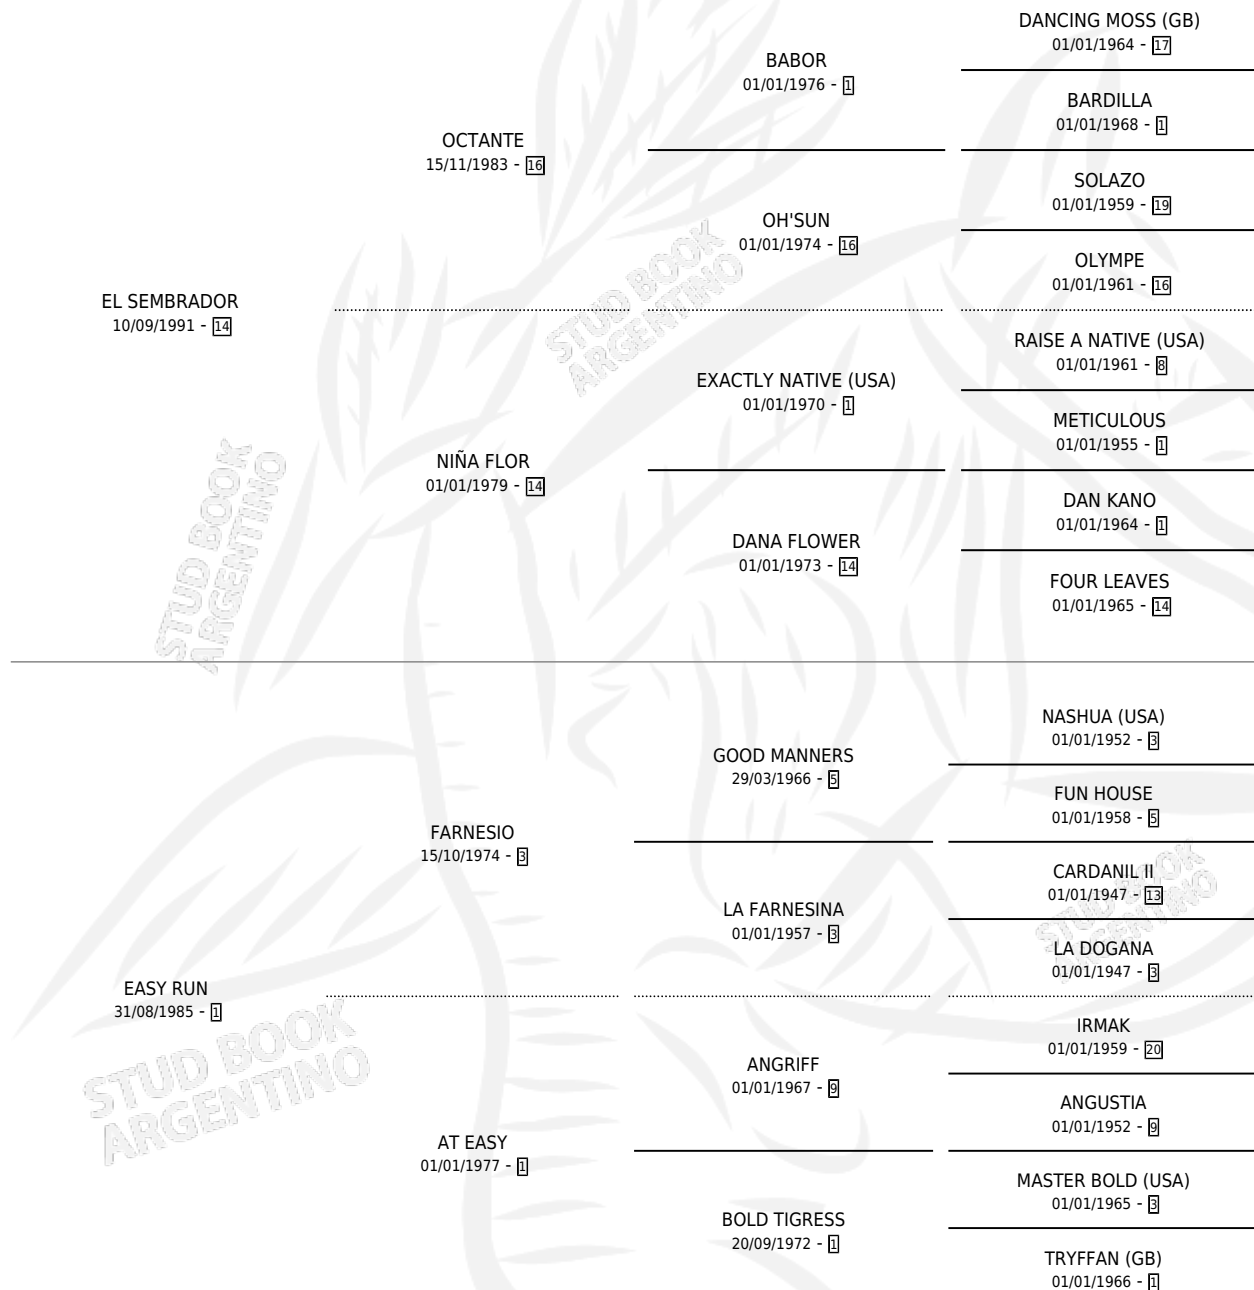 DANCING MOSS (GB)
01/01/1964 - 17
BABOR
01/01/1976 - 1
BARDILLA
01/01/1968 - 1
OCTANTE
15/11/1983 - 16
SOLAZO
01/01/1959 - 19
OH'SUN
01/01/1974 - 16
OLYMPE
01/01/1961 - 16
EL SEMBRADOR
10/09/1991 - 14
RAISE A NATIVE (USA)
01/01/1961 - 8
EXACTLY NATIVE (USA)
01/01/1970 - 1
METICULOUS
01/01/1955 - 1
NIÑA FLOR
01/01/1979 - 14
DAN KANO
01/01/1964 - 1
DANA FLOWER
01/01/1973 - 14
FOUR LEAVES
01/01/1965 - 14
STUD BOOK
ARGENTINO
STUD BOOK
ARGENTINO
NASHUA (USA)
01/01/1952 - 3
GOOD MANNERS
29/03/1966 - 5
FUN HOUSE
01/01/1958 - 5
FARNESIO
15/10/1974 - 3
CARDANIL II
01/01/1947 - 13
LA FARNESINA
01/01/1957 - 3
LA DOGANA
01/01/1947 - 3
STUD BOOK
ARGENTINO
EASY RUN
31/08/1985 - 1
IRMAK
01/01/1959 - 20
ANGRIFF
01/01/1967 - 9
ANGUSTIA
01/01/1952 - 9
AT EASY
01/01/1977 - 1
MASTER BOLD (USA)
01/01/1965 - 3
BOLD TIGRESS
20/09/1972 - 1
TRYFFAN (GB)
01/01/1966 - 1
STUD BOOK
ARGENTINO